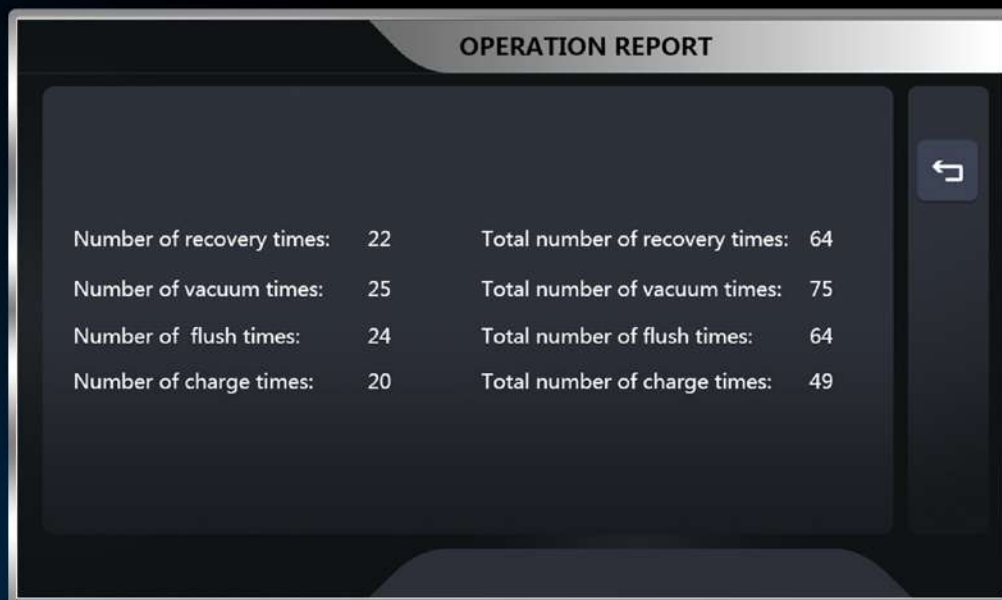 OPERATION REPORT
Number of recovery times: 22 Total number of recovery times: 64
Number of vacuum times: 25 Total number of vacuum times: 75
Number of flush times: 24 Total number of flush times: 64
Number of charge times: 20 Total number of charge times: 49